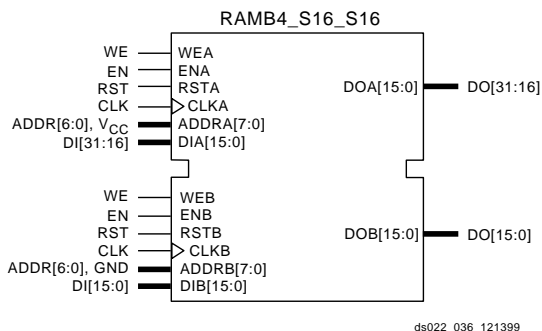 RAMB4_S16_S16
WE WEA
EN ENA
RST RSTA DOA[15:0] DO[31:16]
CLK CLKA
ADDR[6:0], VCC ADDRA[7:0]
DI[31:16] DIA[15:0]
WE WEB
EN ENB
RST RSTB DOB[15:0] DO[15:0]
CLK CLKB
ADDR[6:0], GND ADDRB[7:0]
DI[15:0] DIB[15:0]
ds022_036_121399